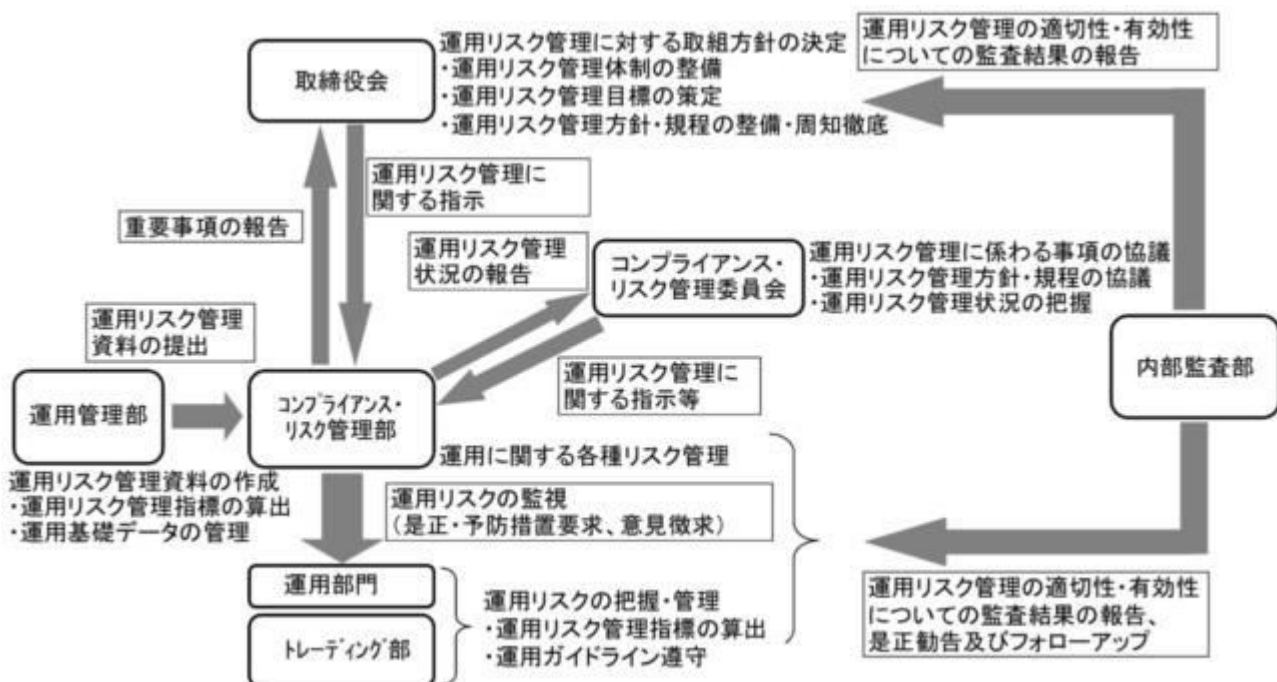 取締役会
運用リスク管理に対する取組方針の決定
・運用リスク管理体制の整備
・運用リスク管理目標の策定
・運用リスク管理方針・規程の整備・周知徹底
運用リスク管理の適切性・有効性
についての監査結果の報告
運用リスク管理に
関する指示
重要事項の報告
運用リスク管理
状況の報告
コンプライアンス・
リスク管理委員会
運用リスク管理に係わる事項の協議
・運用リスク管理方針・規程の協議
・運用リスク管理状況の把握
運用リスク管理
資料の提出
運用リスク管理に
関する指示等
内部監査部
運用管理部
コンプライアンス・
リスク管理部
運用に関する各種リスク管理
運用リスク管理資料の作成
・運用リスク管理指標の算出
・運用基礎データの管理
運用リスクの監視
(是正・予防措置要求、意見徴求)
運用部門
トレーディング部
運用リスクの把握・管理
・運用リスク管理指標の算出
・運用ガイドライン遵守
運用リスク管理の適切性・有効性
についての監査結果の報告、
是正勧告及びフォローアップ